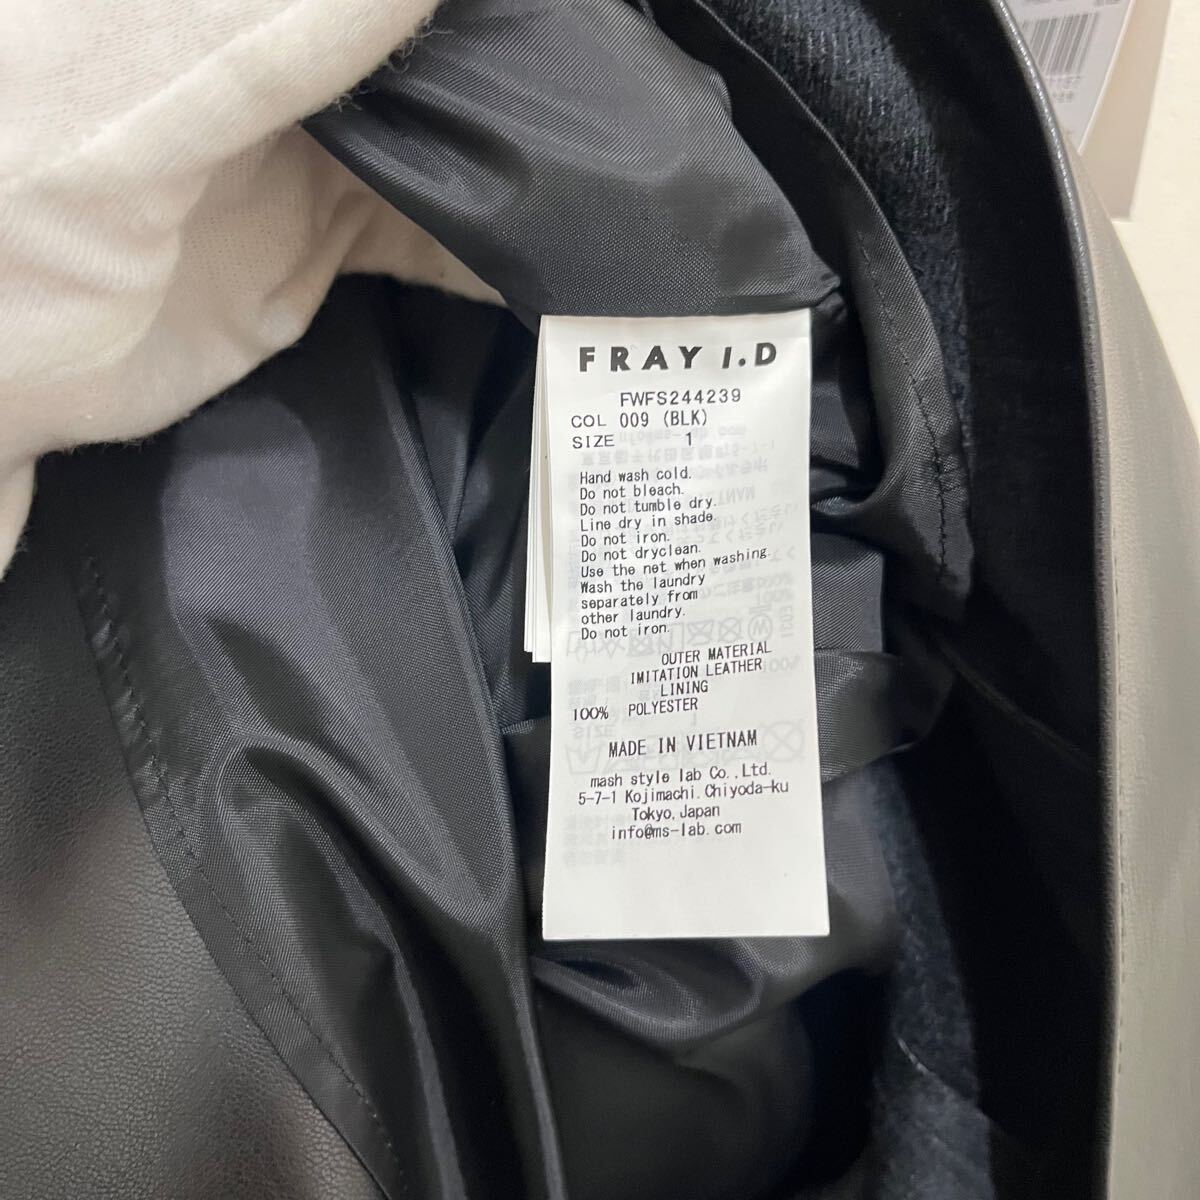 FRAY I.D
FWFS244239
COL 009 (BLK)
SIZE 1
Hand wash cold.
Do not bleach.
Do not tumble dry.
Line dry in shade.
Do not iron.
Do not dryclean.
Use the net when washing.
Wash the laundry
separately from
other laundry.
Do not iron.
OUTER MATERIAL
IMITATION LEATHER
LINING
100% POLYESTER
MADE IN VIETNAM
mash style lab Co.,Ltd.
5-7-1 Kojimachi, Chiyoda-ku
Tokyo, Japan
info@ms-lab.com